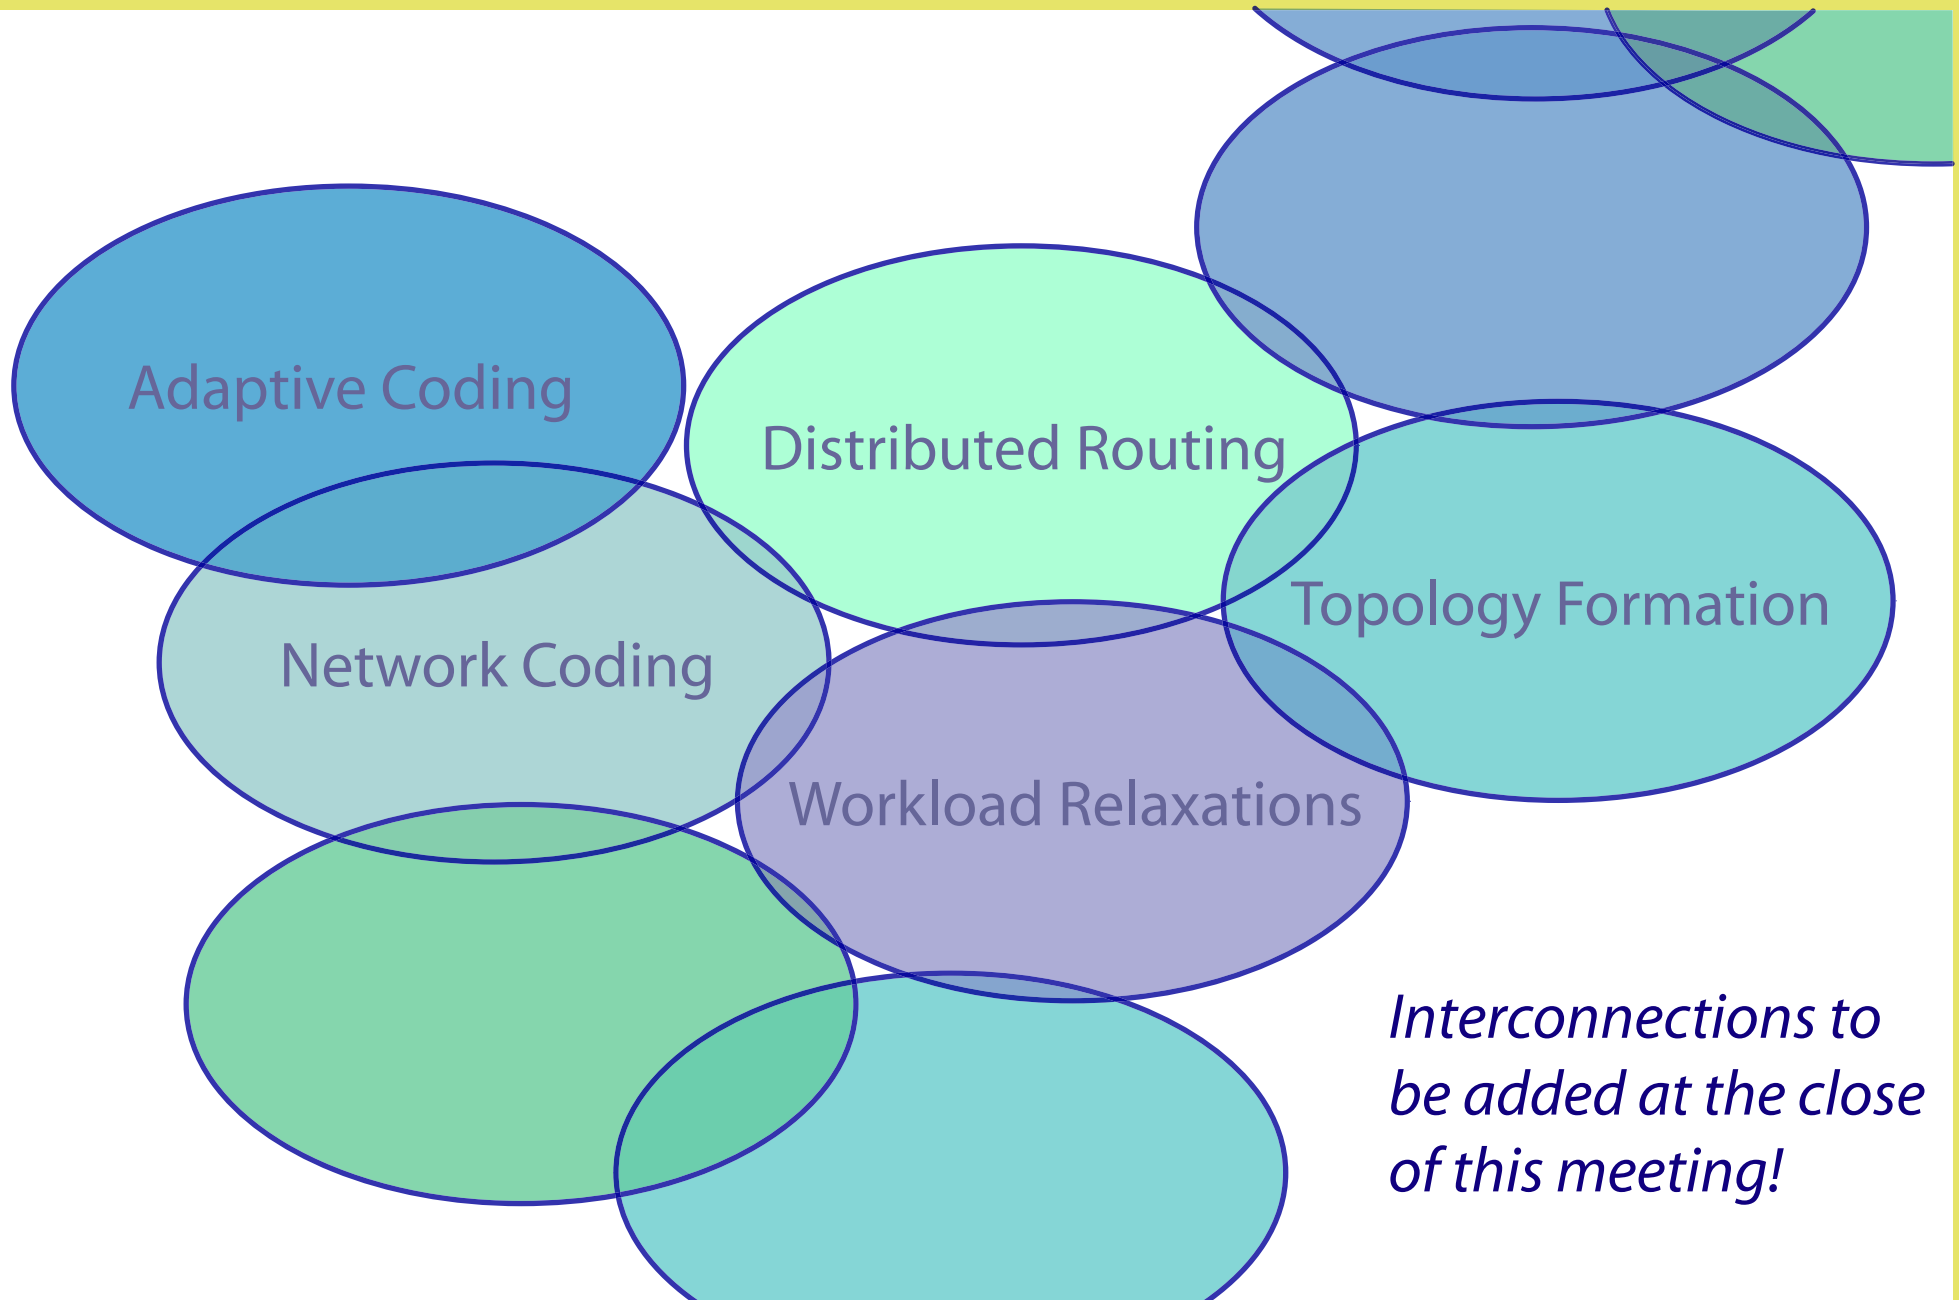 Adaptive Coding
Distributed Routing
Topology Formation
Network Coding
Workload Relaxations
Interconnections to
be added at the close
of this meeting!